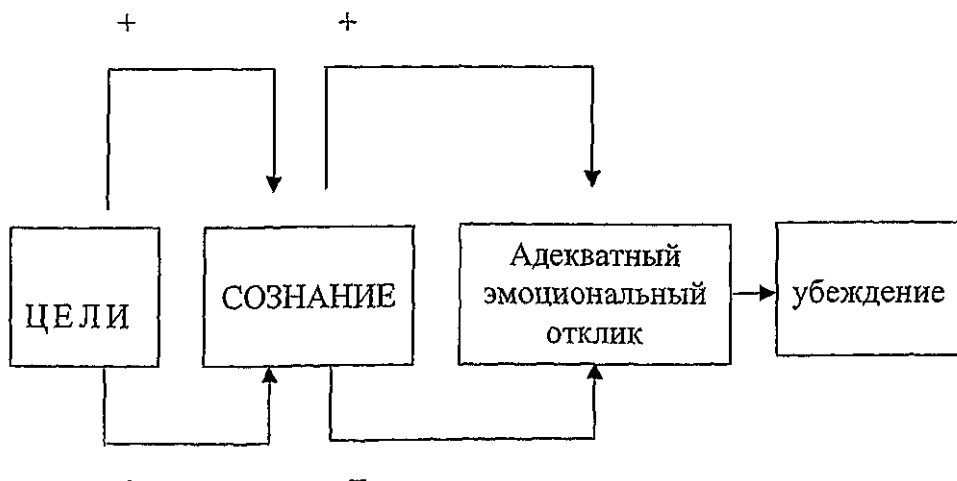 + +
ЦЕЛИ
СОЗНАНИЕ
Адекватный
эмоциональный
отклик
убеждение